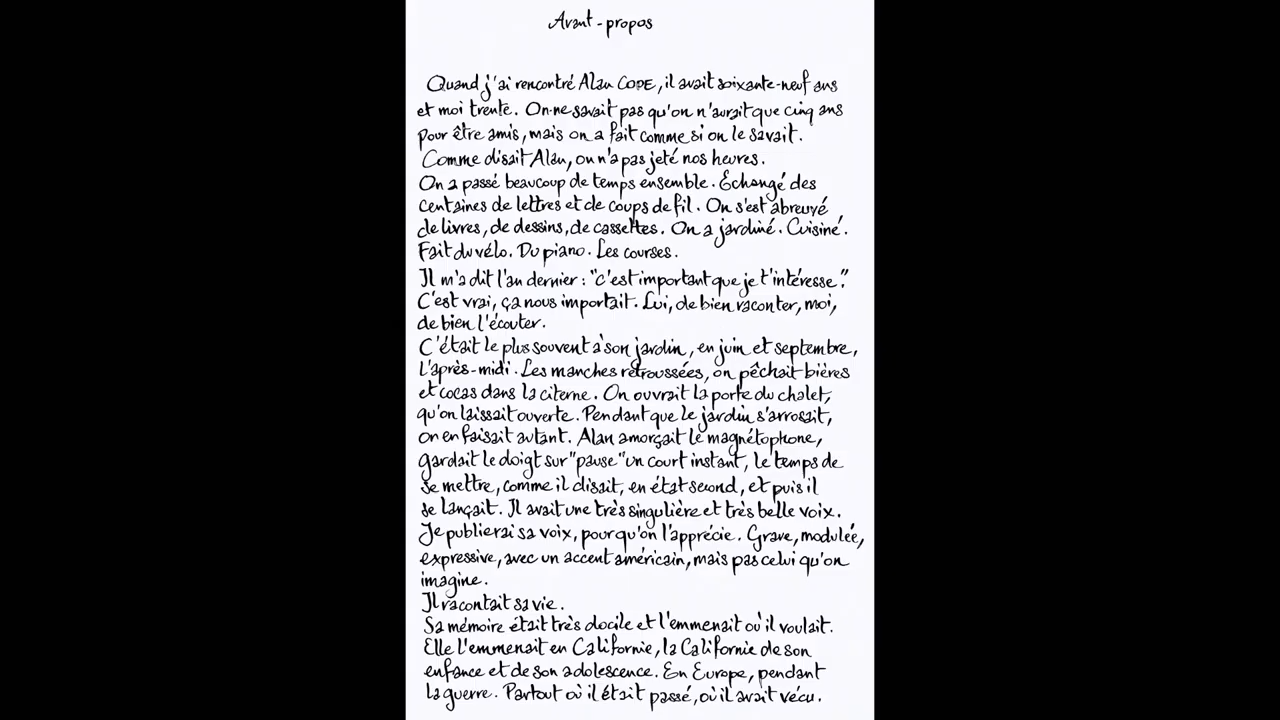 Avant-propos
Quand j'ai rencontré Alan COPE, il avait soixante-neuf ans
et moi trente. On ne savait pas qu'on n'aurait que cinq ans
pour être amis, mais on a fait comme si on le savait.
Comme disait Alan, on n'a pas jeté nos heures.
On a passé beaucoup de temps ensemble. Échangé des
centaines de lettres et de coups de fil. On s'est abreuvé
de livres, de dessins, de cassettes. On a jardiné. Cuisiné.
Fait du vélo. Du piano. Les courses.
Il m'a dit l'an dernier : "c'est important que je t'intéresse."
C'est vrai, ça nous importait. Lui, de bien raconter, moi,
de bien l'écouter.
C'était le plus souvent à son jardin, en juin et septembre,
l'après-midi. Les manches retroussées, on pêchait bières
et cocas dans la citerne. On ouvrait la porte du chalet,
qu'on laissait ouverte. Pendant que le jardin s'arrosait,
on en faisait autant. Alan amorçait le magnétophone,
gardait le doigt sur "pause" un court instant, le temps de
se mettre, comme il disait, en état second, et puis il
se lançait. Il avait une très singulière et très belle voix.
Je publierai sa voix, pour qu'on l'apprécie. Grave, modulée,
expressive, avec un accent américain, mais pas celui qu'on
imagine.
Il racontait sa vie.
Sa mémoire était très docile et l'emmenait où il voulait.
Elle l'emmenait en Californie, la Californie de son
enfance et de son adolescence. En Europe, pendant
la guerre. Partout où il était passé, où il avait vécu.